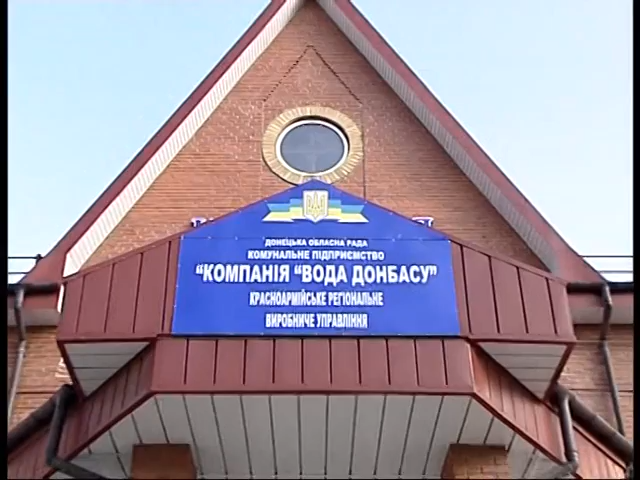 ДОНЕЦЬКА ОБЛАСНА РАДА
КОМУНАЛЬНЕ ПІДПРИЄМСТВО
"КОМПАНІЯ "ВОДА ДОНБАСУ"
КРАСНОАРМІЙСЬКЕ РЕГІОНАЛЬНЕ
ВИРОБНИЧЕ УПРАВЛІННЯ